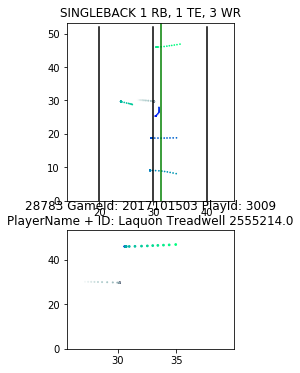 SINGLEBACK 1 RB, 1 TE, 3 WR
50
40
30
20
10
0
20 30 40
28783 GameId: 2017101503 PlayId: 3009
PlayerName + ID: Laquon Treadwell 2555214.0
40
20
0
30 35